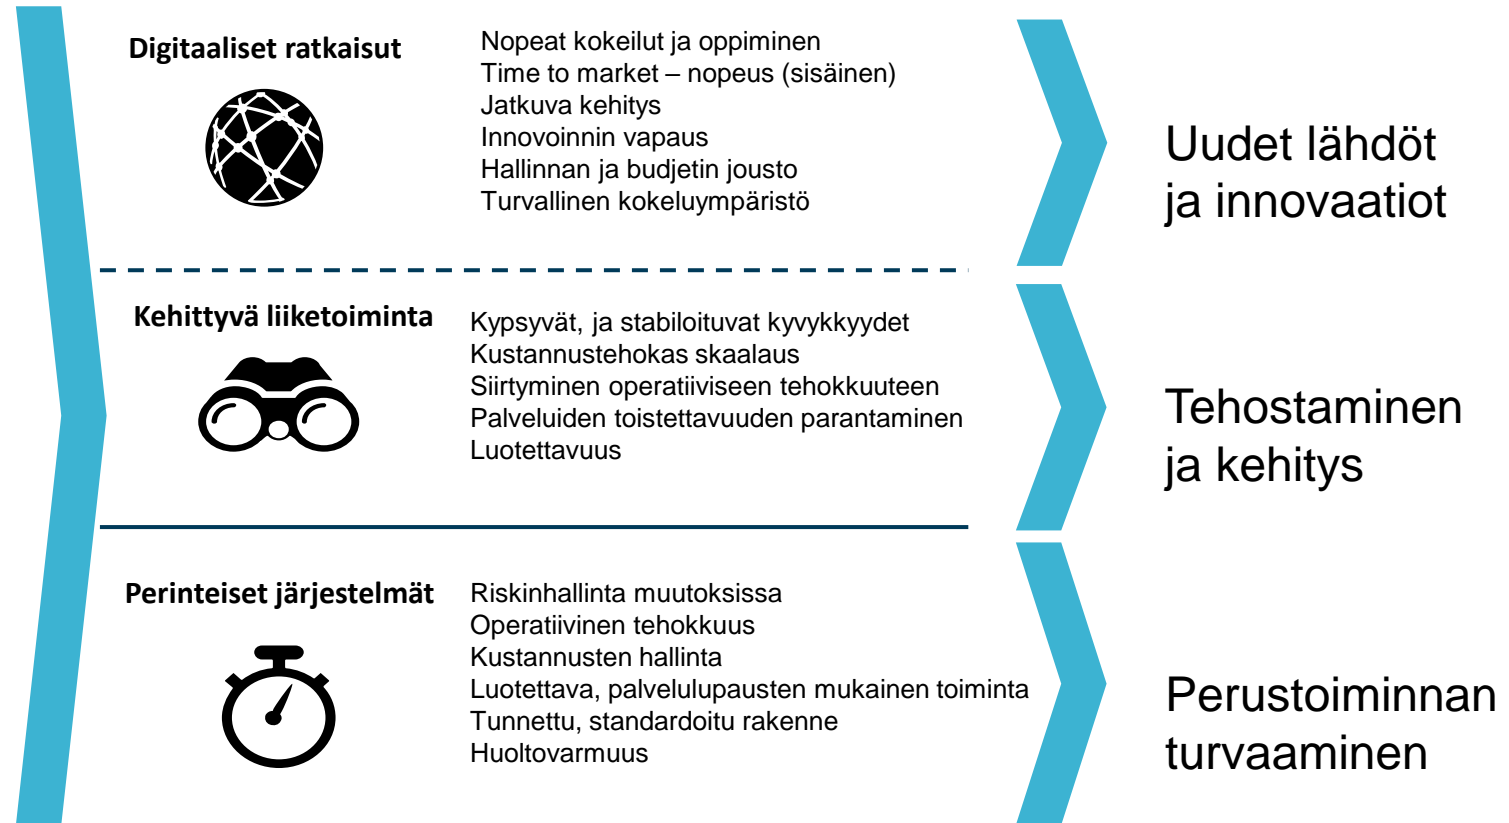 Digitaaliset ratkaisut
Nopeat kokeilut ja oppiminen
Time to market – nopeus (sisäinen)
Jatkuva kehitys
Innovoinnin vapaus
Hallinnan ja budjetin jousto
Turvallinen kokeluympäristö
Uudet lähdöt
ja innovaatiot
Kehittyvä liiketoiminta
Kypsyvät, ja stabiloituvat kyvykkyydet
Kustannustehokas skaalaus
Siirtyminen operatiiviseen tehokkuuteen
Palveluiden toistettavuuden parantaminen
Luotettavuus
Tehostaminen
ja kehitys
Perinteiset järjestelmät
Riskinhallinta muutoksissa
Operatiivinen tehokkuus
Kustannusten hallinta
Luotettava, palvelulupausten mukainen toiminta
Tunnettu, standardoitu rakenne
Huoltovarmuus
Perustoiminnan
turvaaminen